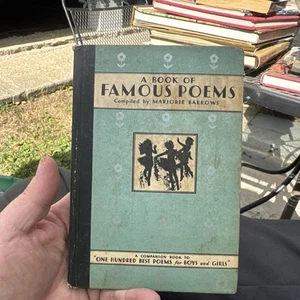 A BOOK OF
FAMOUS POEMS
Compiled by MARJORIE BARROWS
A COMPANION BOOK TO
"ONE HUNDRED BEST POEMS for BOYS and GIRLS"